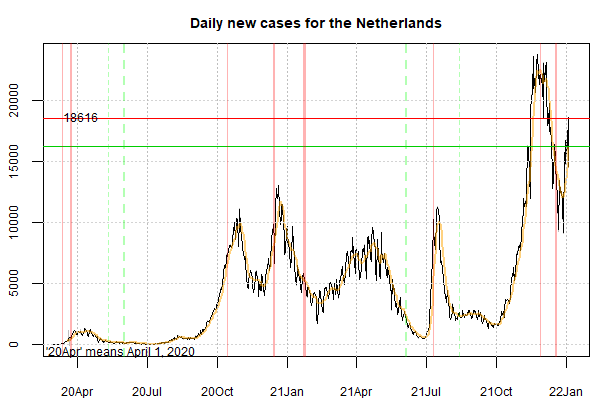 Daily new cases for the Netherlands
20000
15000
10000
5000
0
18616
'20Apr' means April 1, 2020
20Apr 20Jul 20Oct 21Jan 21Apr 21Jul 21Oct 22Jan